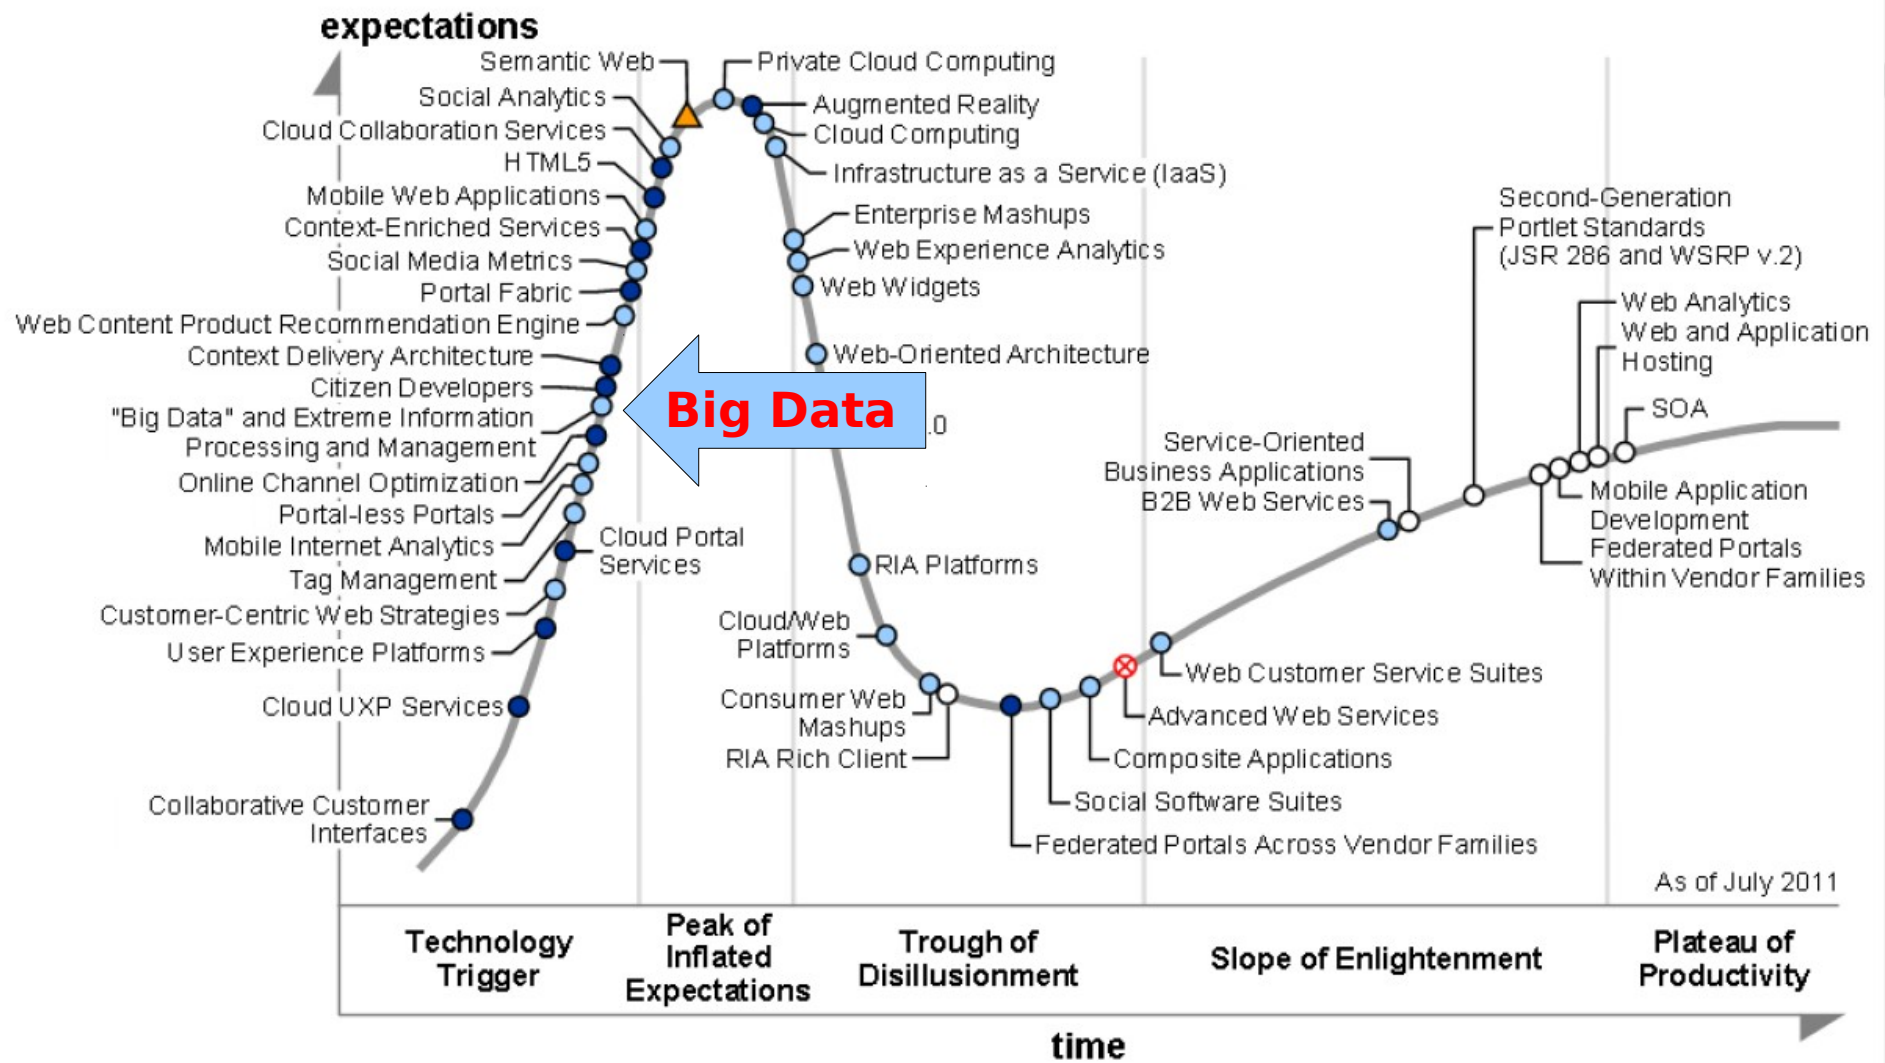 expectations
Semantic Web
Private Cloud Computing
Social Analytics
Augmented Reality
Cloud Collaboration Services
Cloud Computing
HTML5
Infrastructure as a Service (IaaS)
Mobile Web Applications
Context-Enriched Services
Enterprise Mashups
Social Media Metrics
Web Experience Analytics
Portal Fabric
Web Widgets
Web Content Product Recommendation Engine
Context Delivery Architecture
Web-Oriented Architecture
Citizen Developers
"Big Data" and Extreme Information
Processing and Management
Big Data
.0
Online Channel Optimization
Portal-less Portals
Mobile Internet Analytics
Cloud Portal
Services
Tag Management
Customer-Centric Web Strategies
User Experience Platforms
Cloud UXP Services
Collaborative Customer
Interfaces
RIA Platforms
Cloud/Web
Platforms
Consumer Web
Mashups
RIA Rich Client
Second-Generation
Portlet Standards
(JSR 286 and WSRP v.2)
Web Analytics
Web and Application
Hosting
SOA
Service-Oriented
Business Applications
B2B Web Services
Mobile Application
Development
Federated Portals
Within Vendor Families
Web Customer Service Suites
Advanced Web Services
Composite Applications
Social Software Suites
Federated Portals Across Vendor Families
As of July 2011
Technology
Trigger
Peak of
Inflated
Expectations
Trough of
Disillusionment
Slope of Enlightenment
Plateau of
Productivity
time